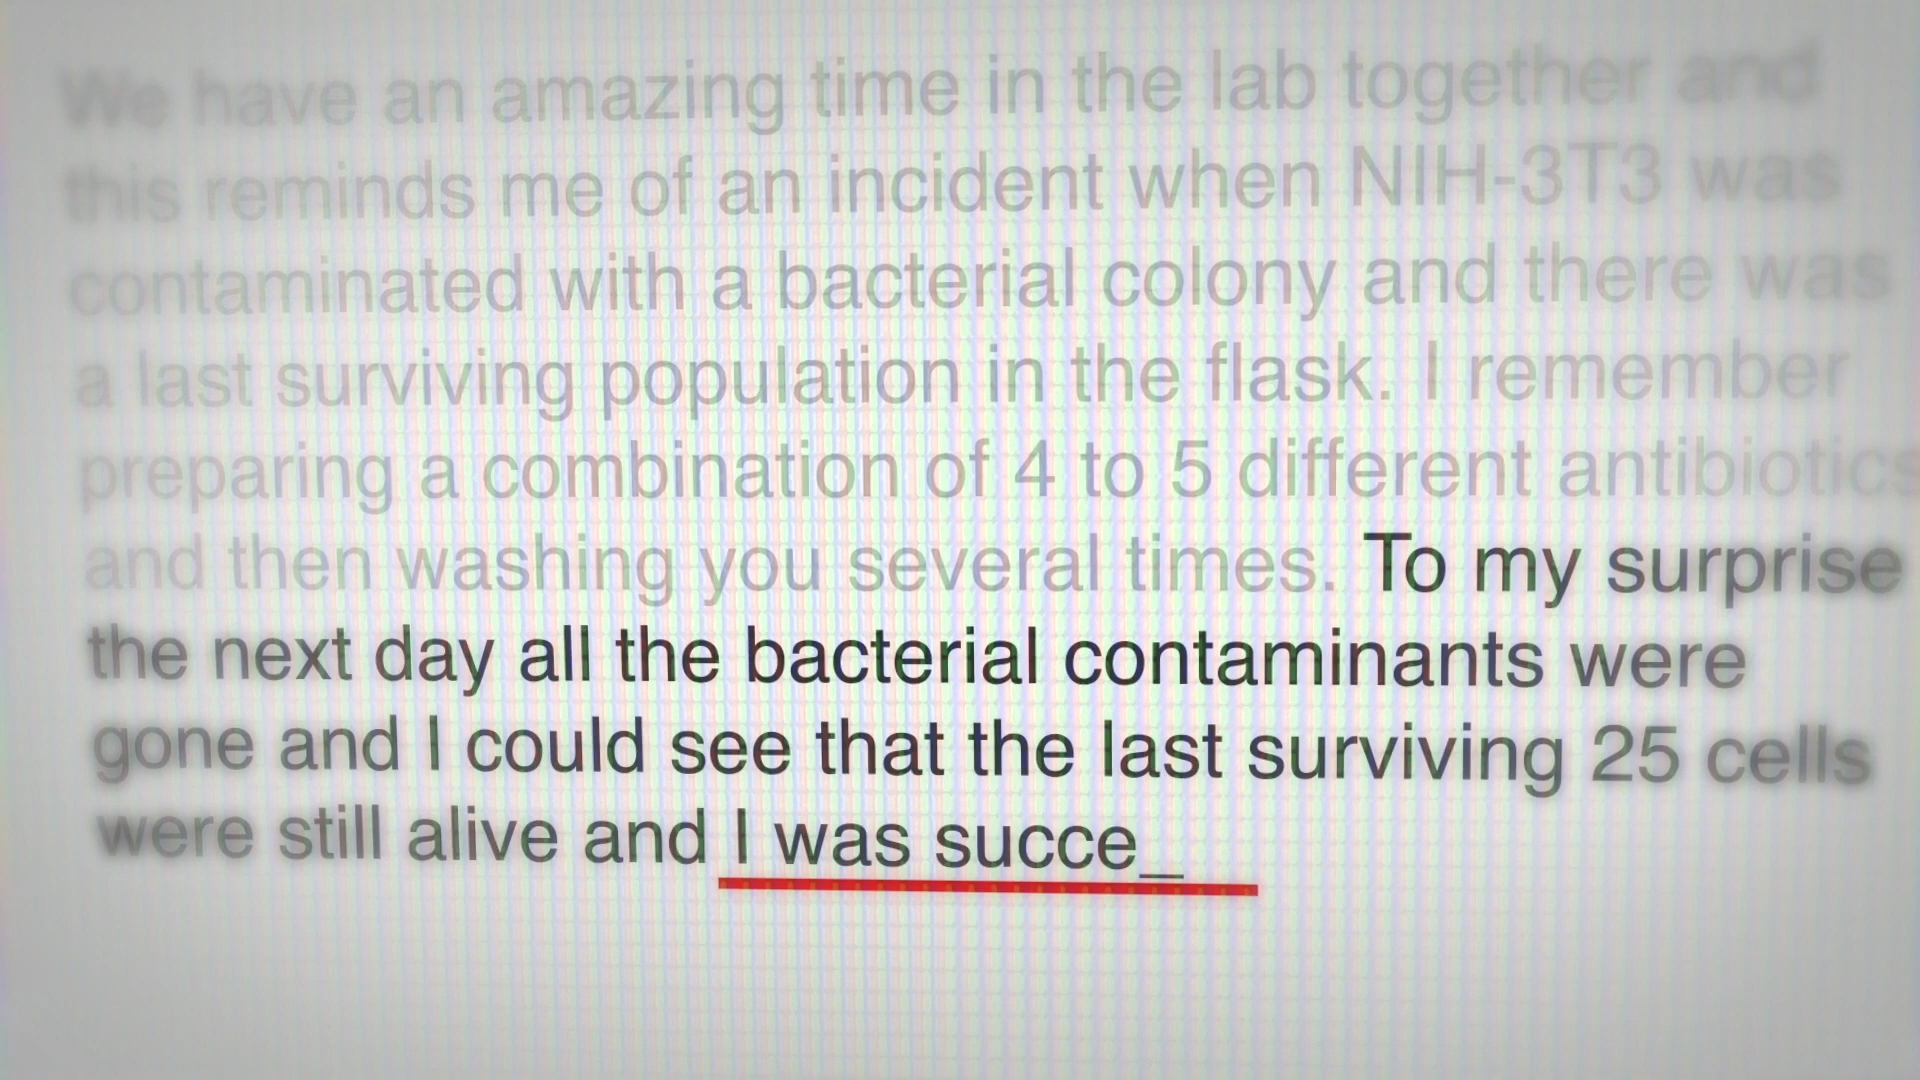 We have an amazing time in the lab together and
this reminds me of an incident when NIH-3T3 was
contaminated with a bacterial colony and there was
a last surviving population in the flask. I remember
preparing a combination of 4 to 5 different antibiotics
and then washing you several times. To my surprise
the next day all the bacterial contaminants were
gone and I could see that the last surviving 25 cells
were still alive and I was succe_